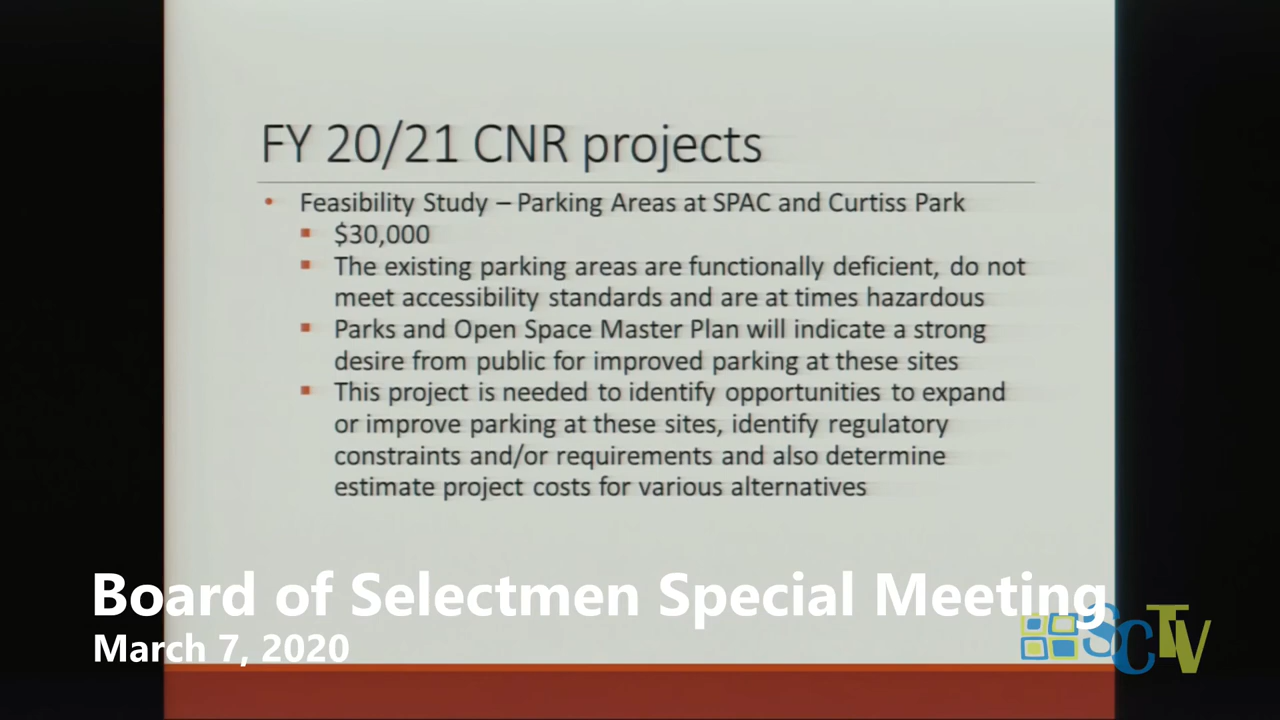 FY 20/21 CNR projects
• Feasibility Study – Parking Areas at SPAC and Curtiss Park
▪ $30,000
▪ The existing parking areas are functionally deficient, do not
meet accessibility standards and are at times hazardous
▪ Parks and Open Space Master Plan will indicate a strong
desire from public for improved parking at these sites
▪ This project is needed to identify opportunities to expand
or improve parking at these sites, identify regulatory
constraints and/or requirements and also determine
estimate project costs for various alternatives
Board of Selectmen Special Meeting
March 7, 2020
SCTV